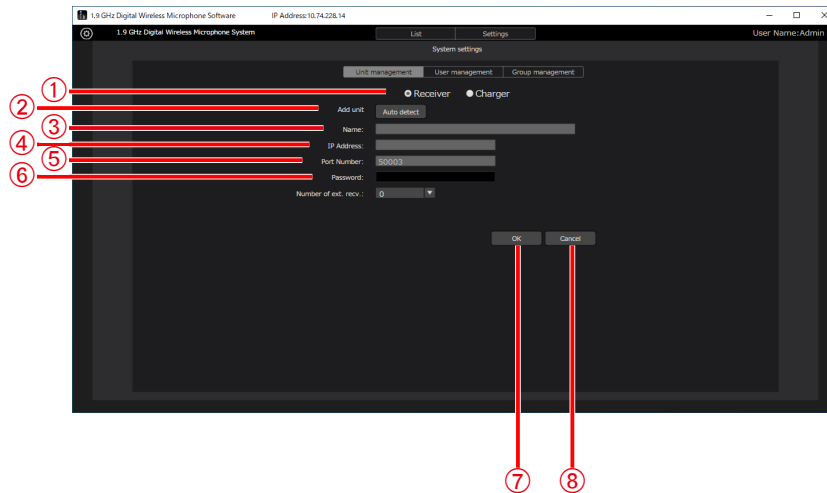 1.9 GHz Digital Wireless Microphone Software IP Address:10.74.228.14
1.9 GHz Digital Wireless Microphone System List Settings User Name:Admin
System settings
Unit management User management Group management
① Receiver Charger
② Add unit Auto detect
③ Name:
④ IP Address:
⑤ Port Number: 50003
⑥ Password:
Number of ext. recv.: 0
OK Cancel
⑦ ⑧